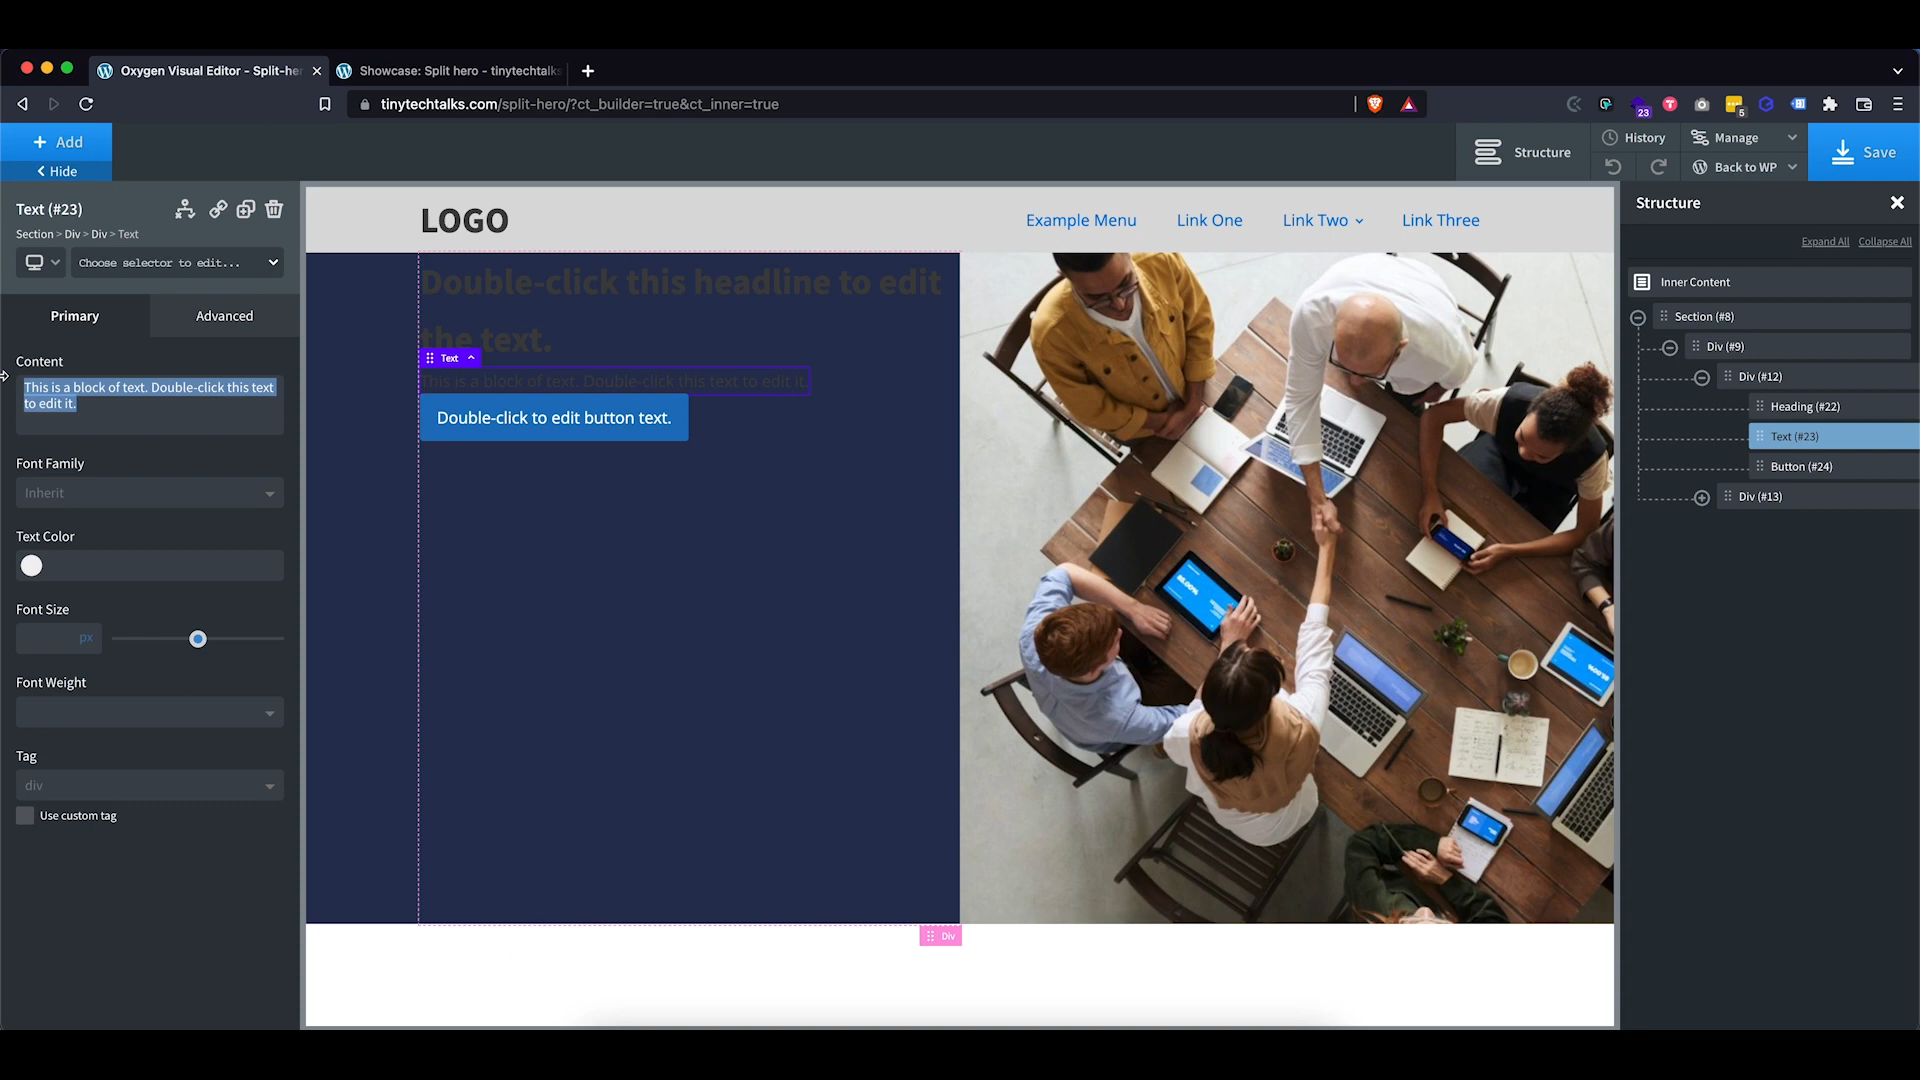 Oxygen Visual Editor - Split-her
Showcase: Split hero - tinytechtalks
tinytechtalks.com/split-hero/?ct_builder=true&ct_inner=true
23
5
Add
Hide
Structure
History
Manage
Back to WP
Save
Text (#23)
Section > Div > Div > Text
Choose selector to edit...
Primary
Advanced
Content
This is a block of text. Double-click this text
to edit it.
Font Family
Inherit
Text Color
Font Size
px
Font Weight
Tag
div
Use custom tag
LOGO
Example Menu
Link One
Link Two
Link Three
Double-click this headline to edit
the text.
Text
This is a block of text. Double-click this text to edit it.
Double-click to edit button text.
Div
Structure
Expand All
Collapse All
Inner Content
Section (#8)
Div (#9)
Div (#12)
Heading (#22)
Text (#23)
Button (#24)
Div (#13)